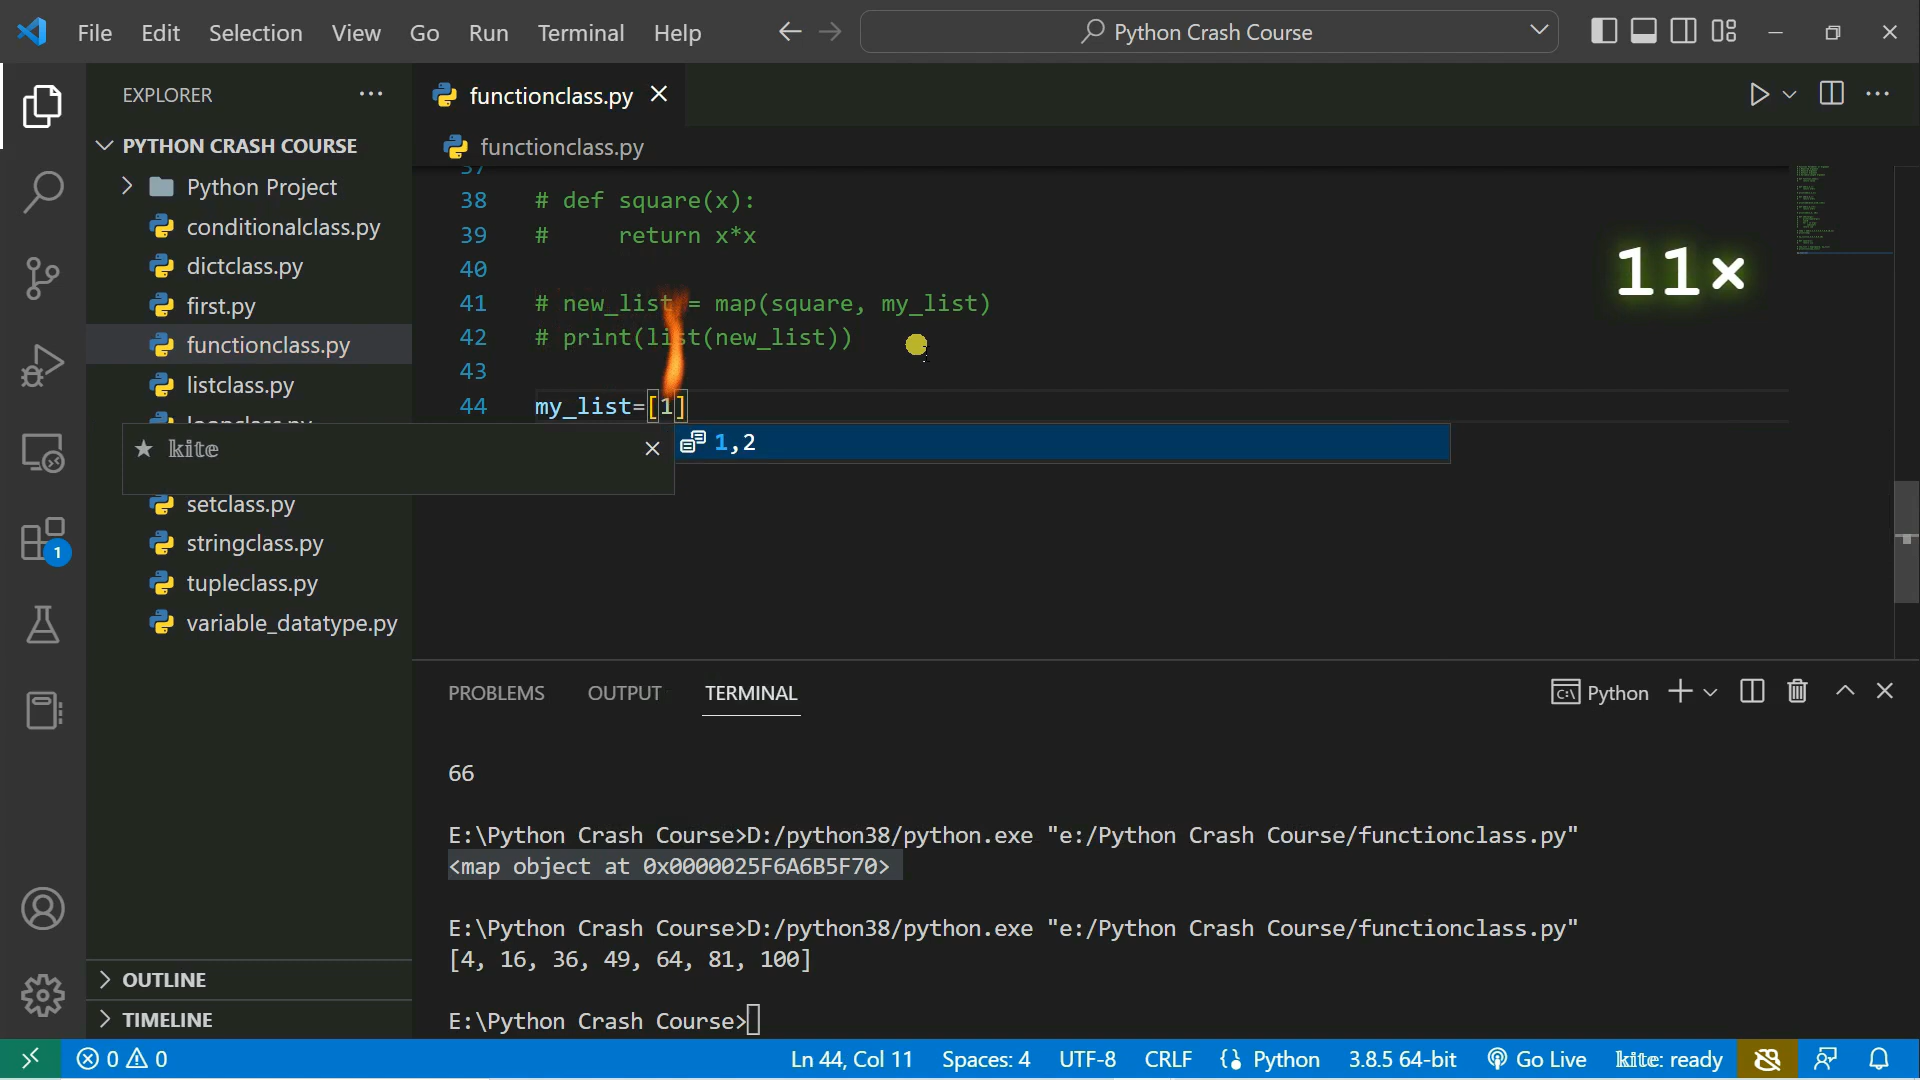 File Edit Selection View Go Run Terminal Help
Python Crash Course
EXPLORER
functionclass.py
PYTHON CRASH COURSE
functionclass.py
Python Project
conditionalclass.py
dictclass.py
first.py
functionclass.py
listclass.py
setclass.py
stringclass.py
tupleclass.py
variable_datatype.py
37
38 # def square(x):
39 #     return x*x
40
41 # new_list = map(square, my_list)
42 # print(list(new_list))
43
44 my_list=[1]
11×
kite
1,2
1
PROBLEMS OUTPUT TERMINAL
Python
66
E:\Python Crash Course>D:/python38/python.exe "e:/Python Crash Course/functionclass.py"
<map object at 0x0000025F6A6B5F70>
E:\Python Crash Course>D:/python38/python.exe "e:/Python Crash Course/functionclass.py"
[4, 16, 36, 49, 64, 81, 100]
E:\Python Crash Course>
OUTLINE
TIMELINE
0 0
Ln 44, Col 11 Spaces: 4 UTF-8 CRLF Python 3.8.5 64-bit Go Live kite: ready